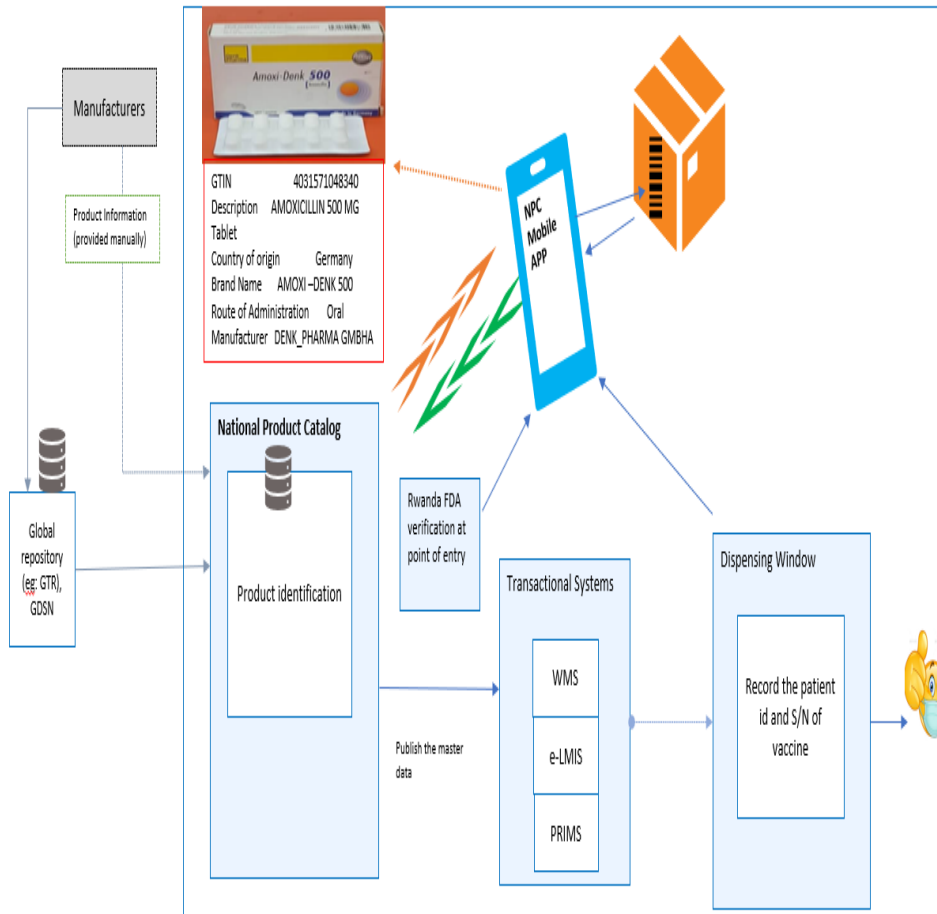 Manufacturers
Product Information
(provided manually)
Global
repository
(eg: GTR),
GDSN
Amoxi-Denk 500
GTIN 4031571048340
Description AMOXICILLIN 500 MG
Tablet
Country of origin Germany
Brand Name AMOXI –DENK 500
Route of Administration Oral
Manufacturer DENK_PHARMA GMBHA
NPC
Mobile
APP
National Product Catalog
Product identification
Rwanda FDA
verification at
point of entry
Publish the master
data
Transactional Systems
WMS
e-LMIS
PRIMS
Dispensing Window
Record the patient
id and S/N of
vaccine